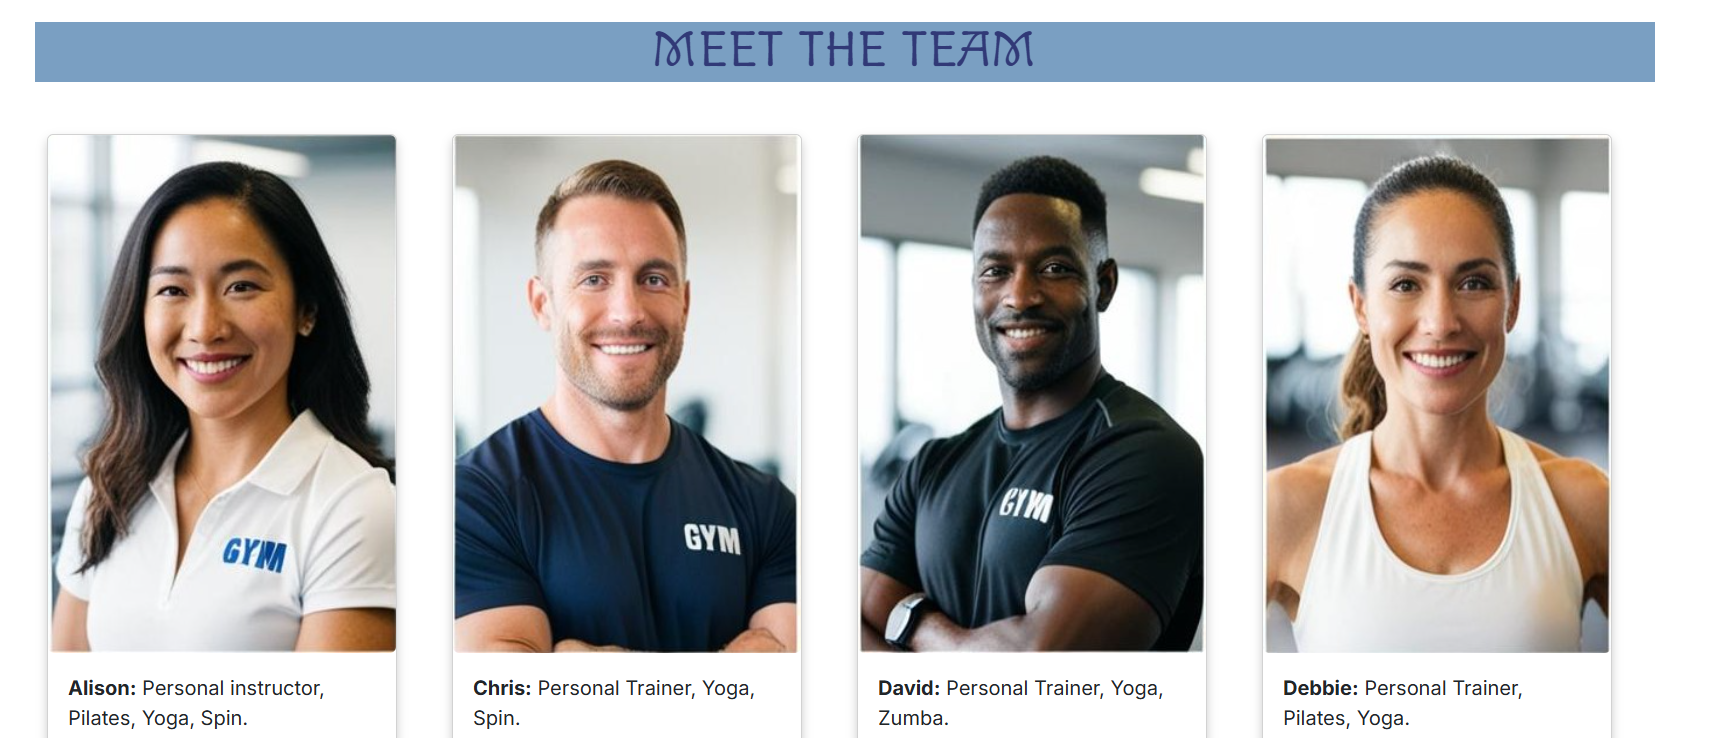 MEET THE TEAM
GYM
GYM
GYM
Alison: Personal instructor,
Pilates, Yoga, Spin.
Chris: Personal Trainer, Yoga,
Spin.
David: Personal Trainer, Yoga,
Zumba.
Debbie: Personal Trainer,
Pilates, Yoga.